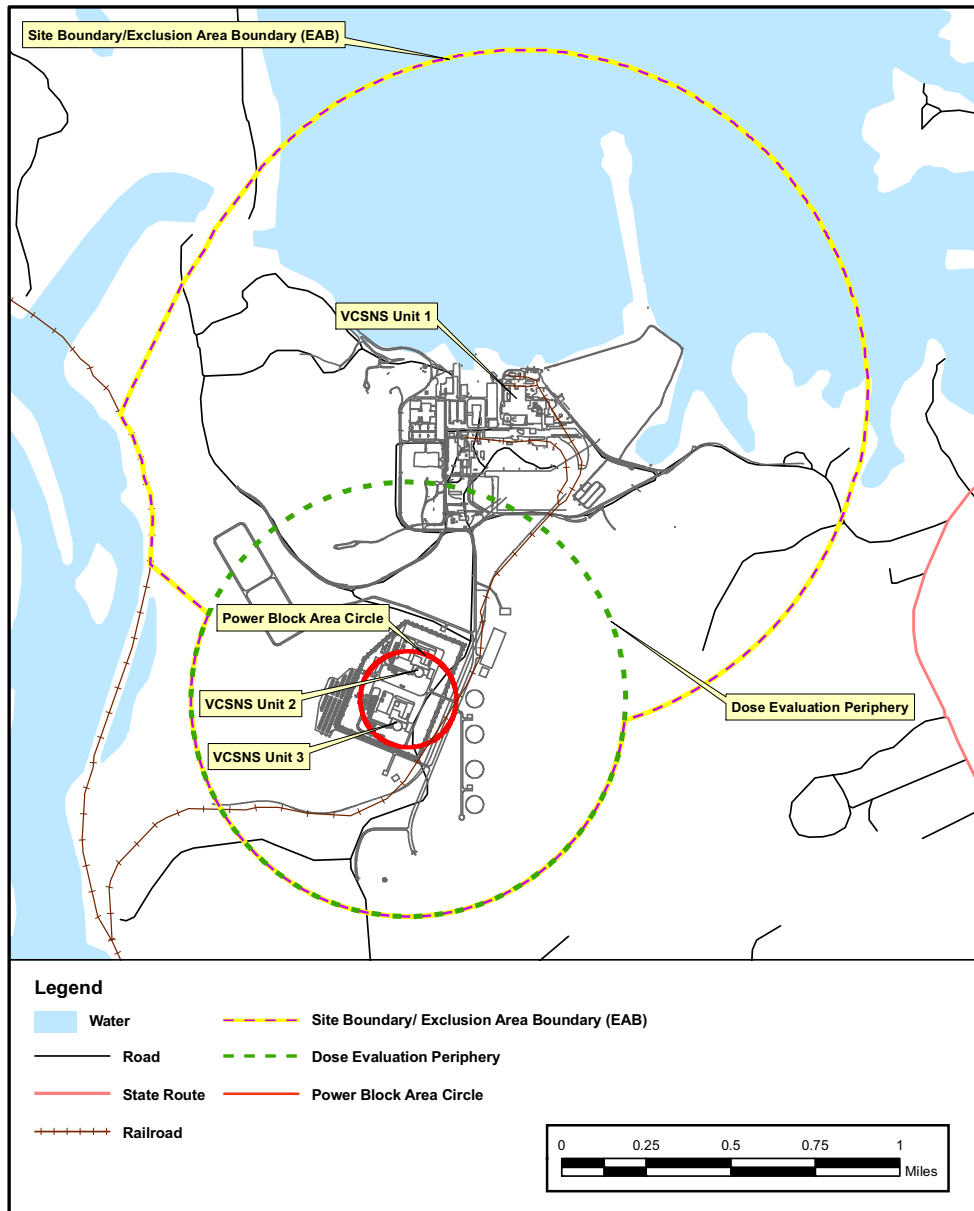 Site Boundary/Exclusion Area Boundary (EAB)
VCSNS Unit 1
Power Block Area Circle
VCSNS Unit 2
Dose Evaluation Periphery
VCSNS Unit 3
Legend
Water
Site Boundary/ Exclusion Area Boundary (EAB)
Road
Dose Evaluation Periphery
State Route
Power Block Area Circle
Railroad
0 0.25 0.5 0.75 1
Miles